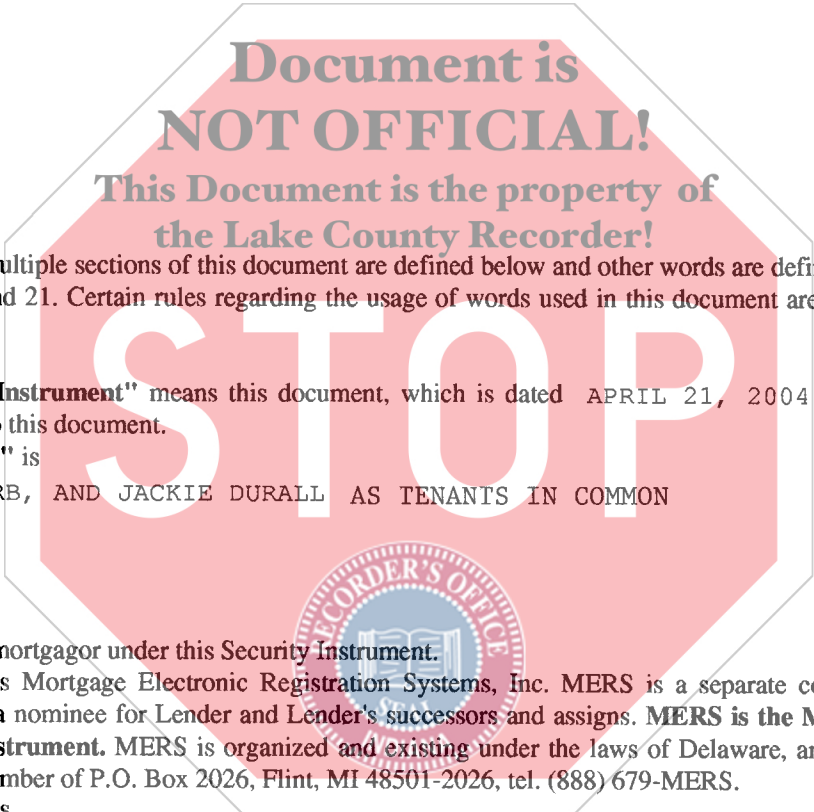 Document is
NOT OFFICIAL!
This Document is the property of
the Lake County Recorder!
ultiple sections of this document are defined below and other words are defi
d 21. Certain rules regarding the usage of words used in this document are
STOP
Instrument" means this document, which is dated APRIL 21, 2004
this document.
" is
RB, AND JACKIE DURALL AS TENANTS IN COMMON
RECORDER'S OFFICE
SEAL
mortgagor under this Security Instrument.
s Mortgage Electronic Registration Systems, Inc. MERS is a separate co
a nominee for Lender and Lender's successors and assigns. MERS is the M
strument. MERS is organized and existing under the laws of Delaware, an
mber of P.O. Box 2026, Flint, MI 48501-2026, tel. (888) 679-MERS.
s